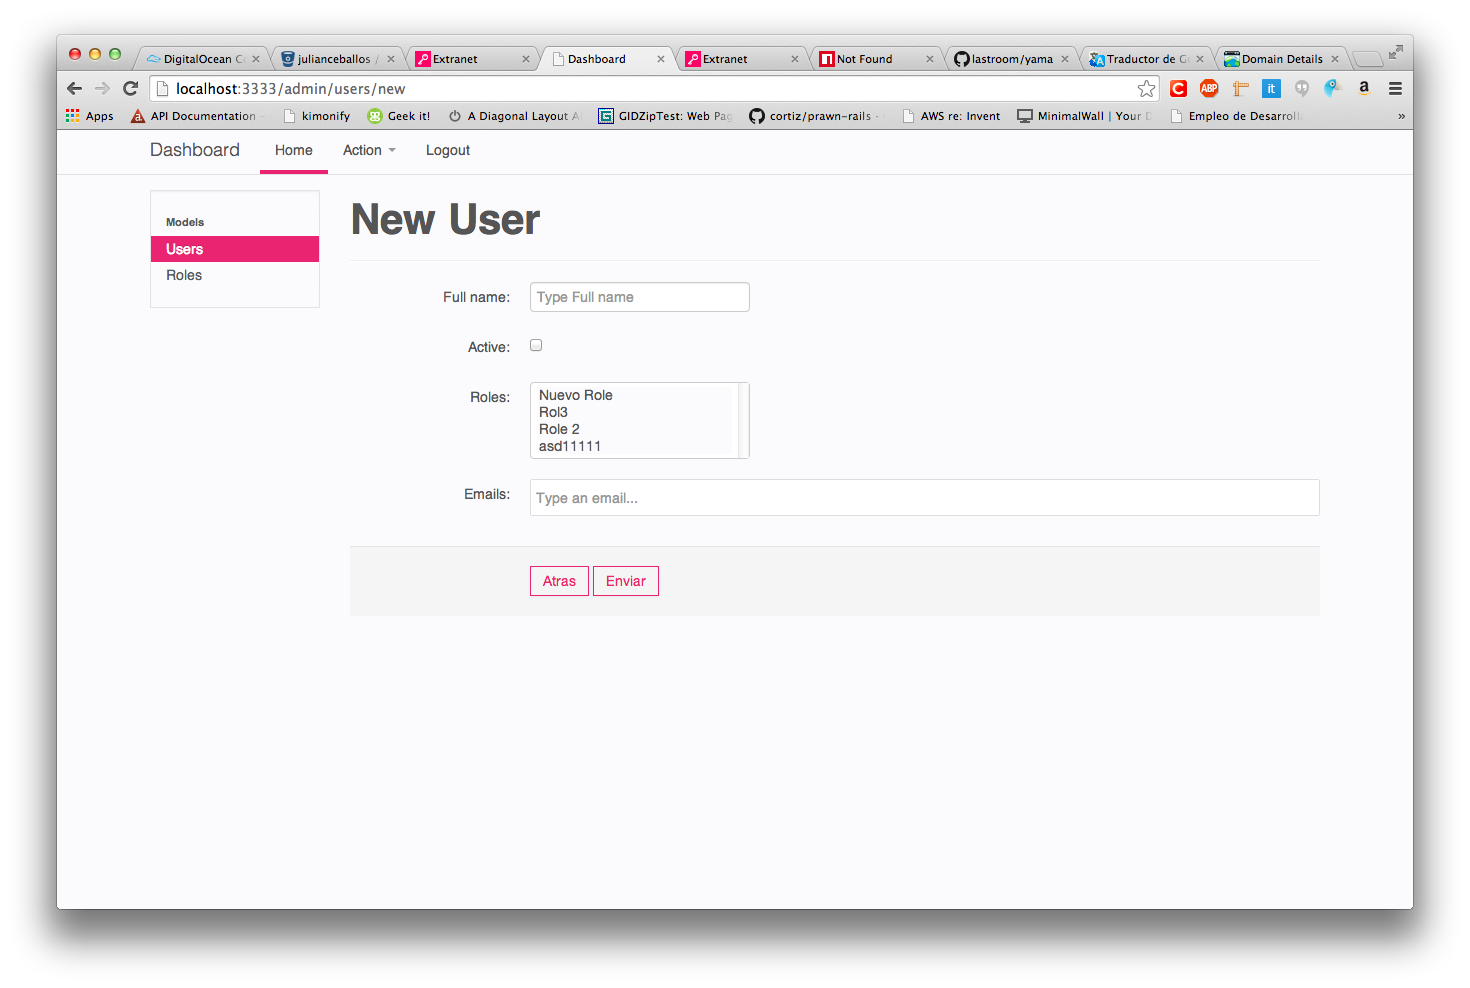 DigitalOcean C
julianceballos /
Extranet
Dashboard
Extranet
Not Found
lastroom/yama
Traductor de G
Domain Details
localhost:3333/admin/users/new
C
ABP
it
a
Apps
API Documentation
kimonify
Geek it!
A Diagonal Layout
GIDZipTest: Web Pag
cortiz/prawn-rails ·
AWS re: Invent
MinimalWall | Your D
Empleo de Desarroll
»
Dashboard
Home
Action
Logout
Models
Users
Roles
New User
Full name:
Type Full name
Active:
Roles:
Nuevo Role
Rol3
Role 2
asd11111
Emails:
Type an email...
Atras
Enviar